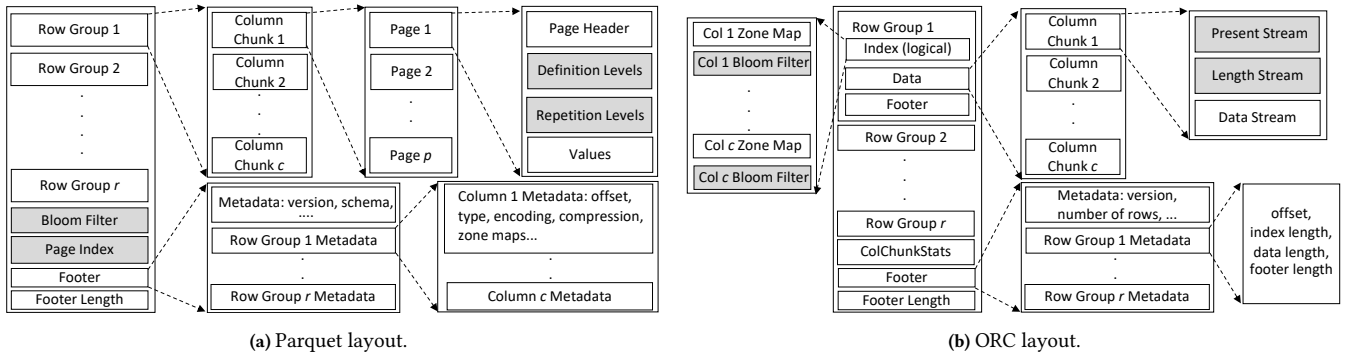 Row Group 1
Row Group 2
.
.
.
.
Row Group r
Bloom Filter
Page Index
Footer
Footer Length
Column
Chunk 1
Column
Chunk 2
.
.
.
Column
Chunk c
Page 1
Page 2
.
.
.
Page p
Page Header
Definition Levels
Repetition Levels
Values
Metadata: version, schema,
....
Row Group 1 Metadata
.
.
Row Group r Metadata
Column 1 Metadata: offset,
type, encoding, compression,
zone maps...
.
.
Column c Metadata
(a) Parquet layout.
Col 1 Zone Map
Col 1 Bloom Filter
.
.
.
Col c Zone Map
Col c Bloom Filter
Row Group 1
Index (logical)
Data
Footer
Row Group 2
.
.
.
Row Group r
ColChunkStats
Footer
Footer Length
Column
Chunk 1
Column
Chunk 2
.
.
.
Column
Chunk c
Present Stream
Length Stream
Data Stream
Metadata: version,
number of rows, ...
Row Group 1 Metadata
.
.
Row Group r Metadata
offset,
index length,
data length,
footer length
(b) ORC layout.